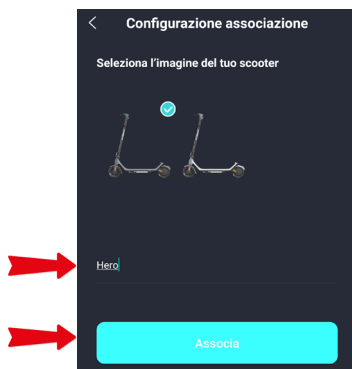 Configurazione associazione
Seleziona l'imagine del tuo scooter
Hero
Associa